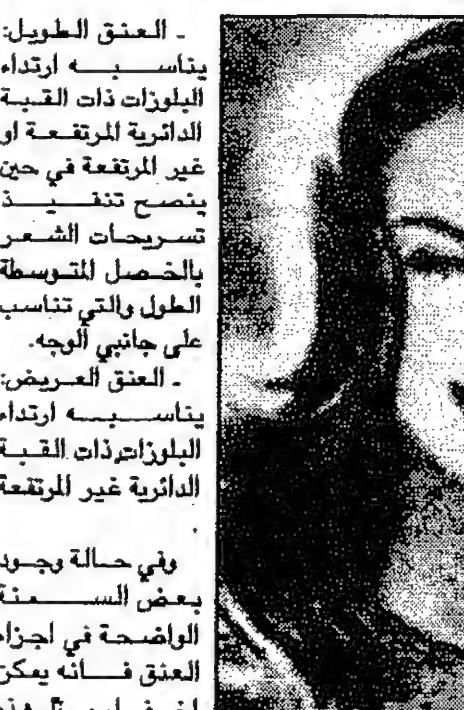 ـ العنق الطويل:
يناسبه ارتداء
البلوزات ذات القبة
الدائرية المرتفعة او
غير المرتفعة في حين
ينصح تنفيذ
تسريحات الشعر
بالخصل المتوسطة
الطول والتي تناسب
على جانبي الوجه.
ـ العنق العريض:
يناسبه ارتداء
البلوزات ذات القبة
الدائرية غير المرتفعة
.
وفي حالة وجود
بعض السمنة
الواضحة في اجزاء
العنق فانه يمكن